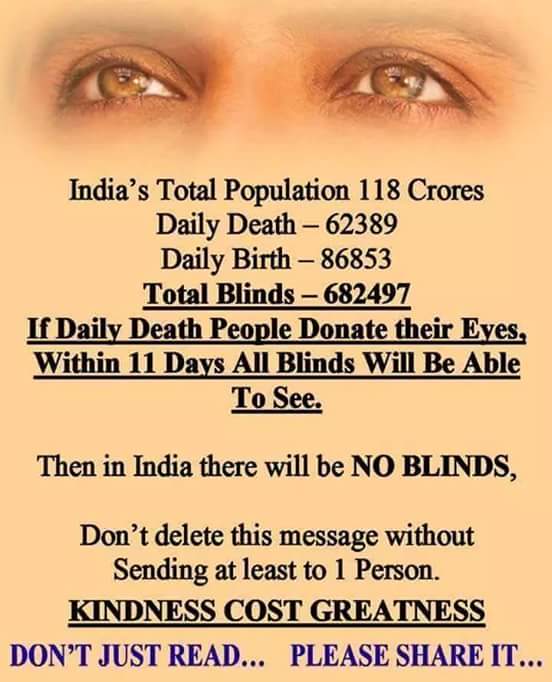 India's Total Population 118 Crores
Daily Death – 62389
Daily Birth – 86853
Total Blinds – 682497
If Daily Death People Donate their Eyes,
Within 11 Days All Blinds Will Be Able
To See.
Then in India there will be NO BLINDS,
Don't delete this message without
Sending at least to 1 Person.
KINDNESS COST GREATNESS
DON'T JUST READ... PLEASE SHARE IT...